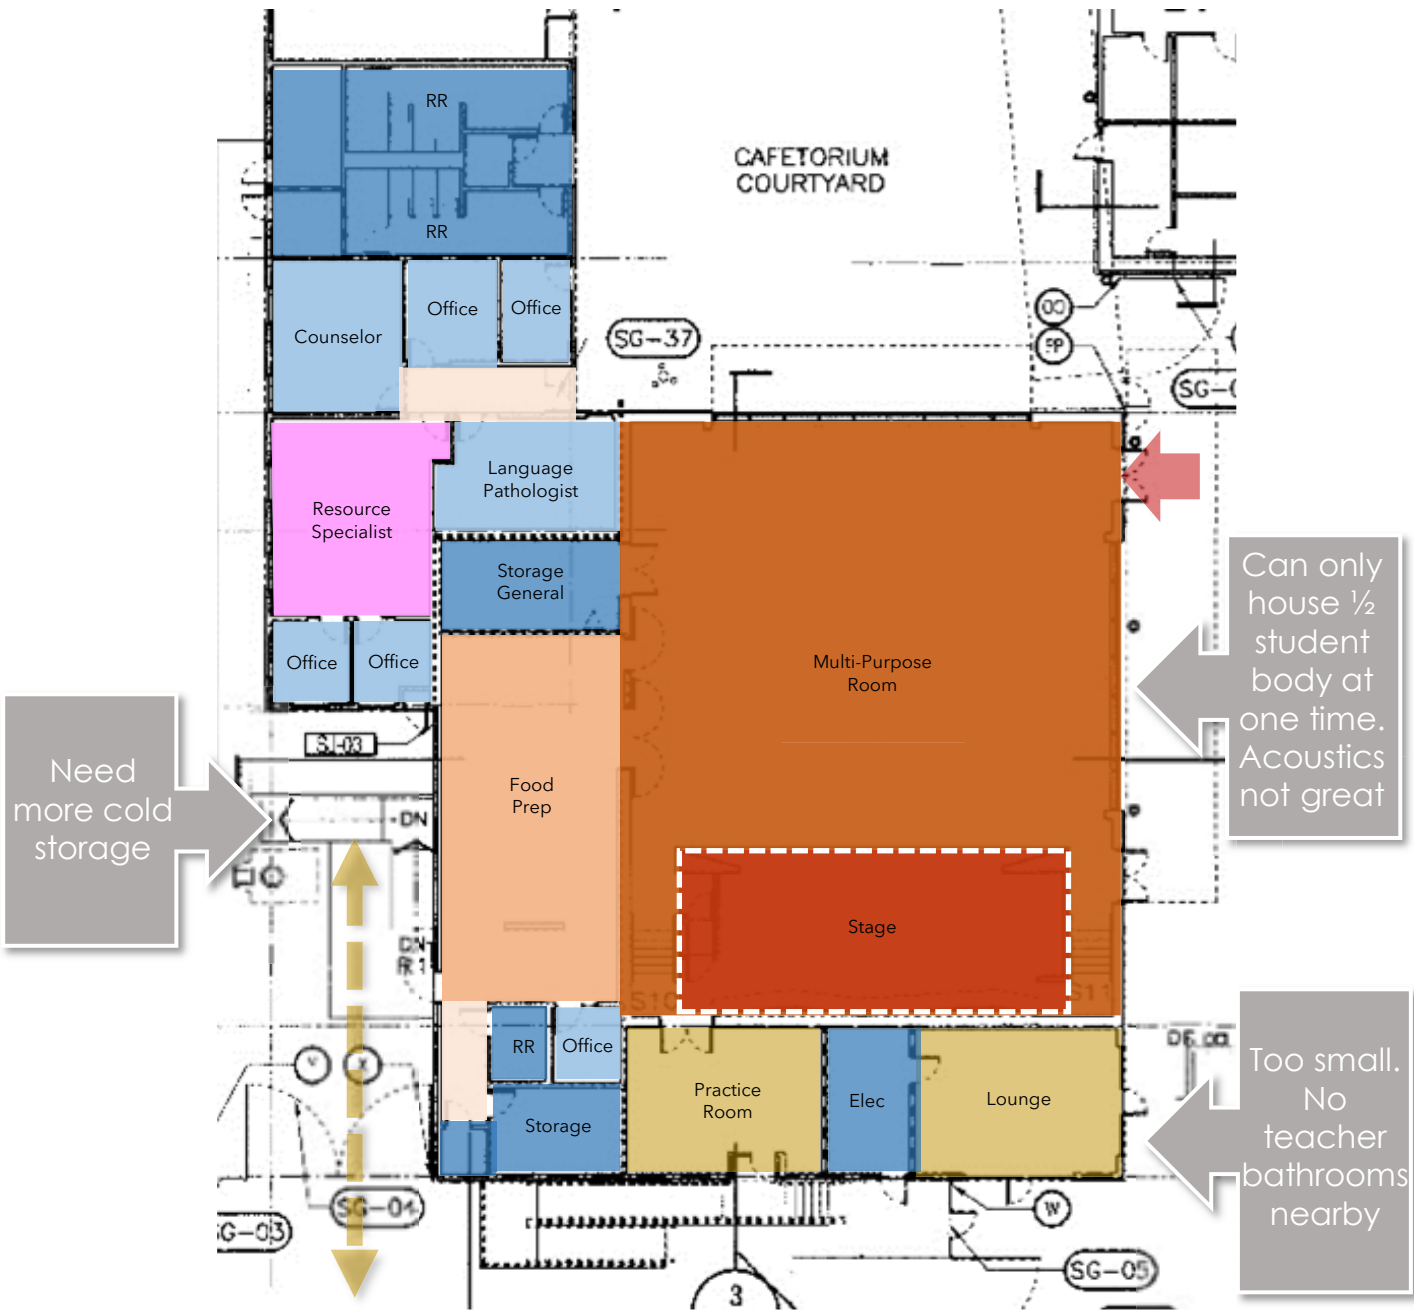 RR
CAFETORIUM
COURTYARD
RR
Counselor
Office
Office
SG-37
Language
Pathologist
Resource
Specialist
Can only
house ½
student
body at
one time.
Acoustics
not great
Storage
General
Office
Office
Multi-Purpose
Room
Need
more cold
storage
Food
Prep
DN
Stage
DN
S10
S11
RR
Office
Practice
Room
Elec
Lounge
Storage
Too small.
No
teacher
bathrooms
nearby
SG-04
W
SG-05
3